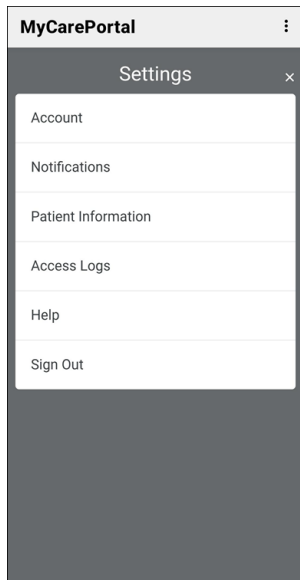 MyCarePortal
Settings
Account
Notifications
Patient Information
Access Logs
Help
Sign Out